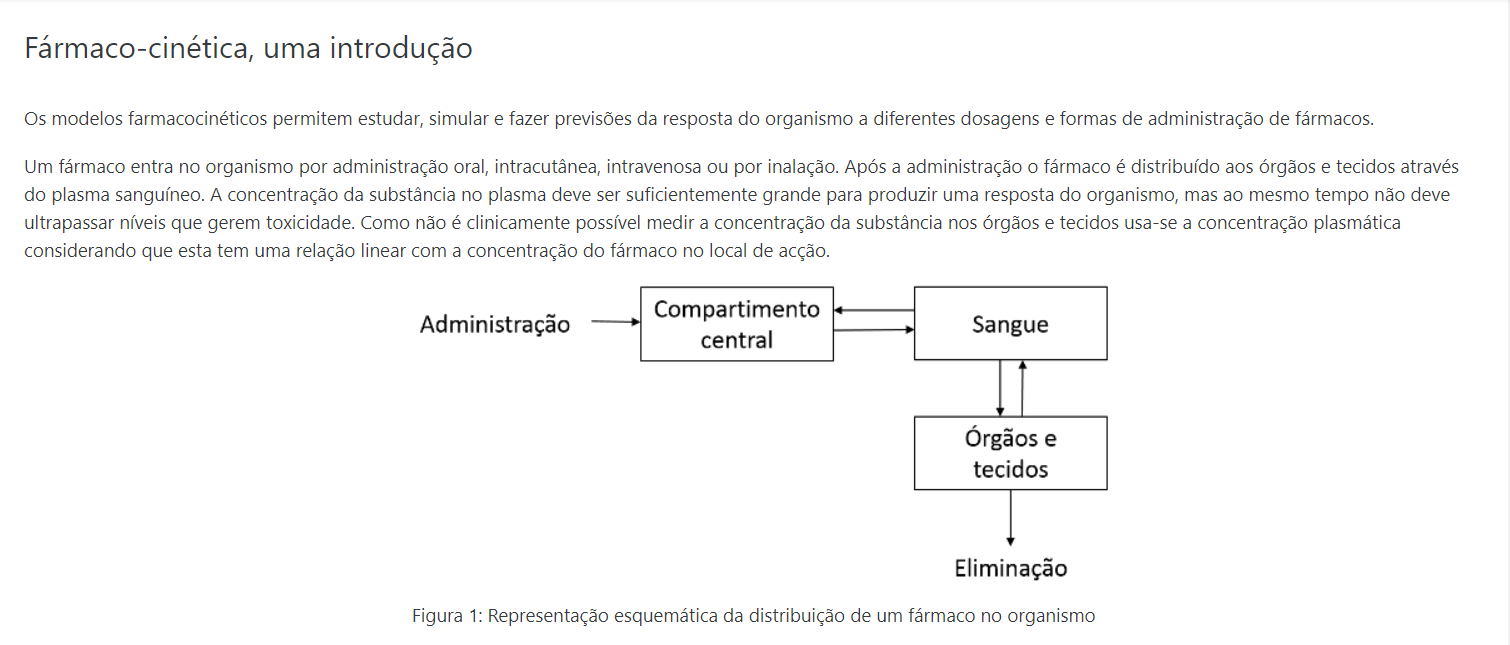 Fármaco-cinética, uma introdução
Os modelos farmacocinéticos permitem estudar, simular e fazer previsões da resposta do organismo a diferentes dosagens e formas de administração de fármacos.
Um fármaco entra no organismo por administração oral, intracutânea, intravenosa ou por inalação. Após a administração o fármaco é distribuído aos órgãos e tecidos através
do plasma sanguíneo. A concentração da substância no plasma deve ser suficientemente grande para produzir uma resposta do organismo, mas ao mesmo tempo não deve
ultrapassar níveis que gerem toxicidade. Como não é clinicamente possível medir a concentração da substância nos órgãos e tecidos usa-se a concentração plasmática
considerando que esta tem uma relação linear com a concentração do fármaco no local de acção.
Administração
Compartimento
central
Sangue
Órgãos e
tecidos
Eliminação
Figura 1: Representação esquemática da distribuição de um fármaco no organismo